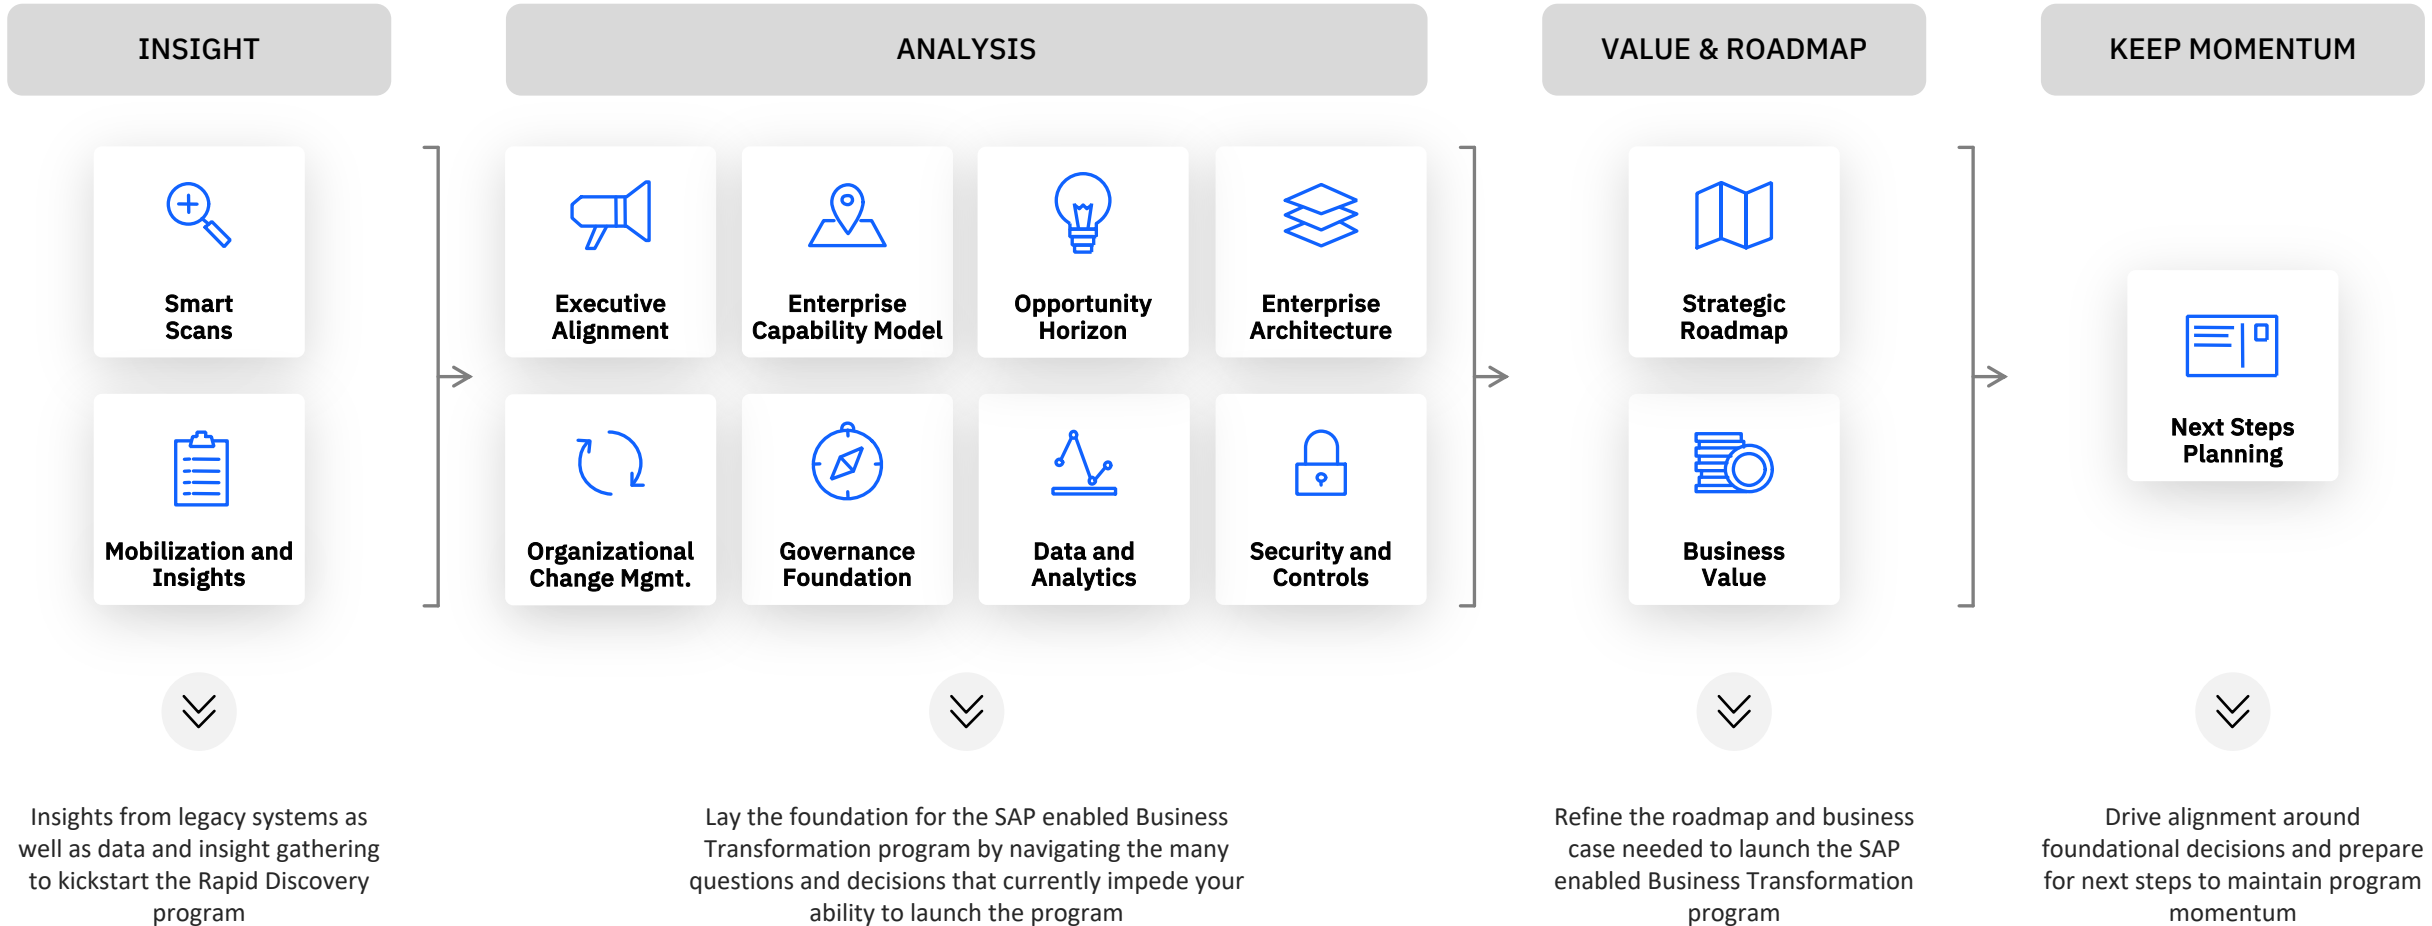 INSIGHT
ANALYSIS
VALUE & ROADMAP
KEEP MOMENTUM
Smart
Scans
Mobilization and
Insights
Executive
Alignment
Enterprise
Capability Model
Opportunity
Horizon
Enterprise
Architecture
Organizational
Change Mgmt.
Governance
Foundation
Data and
Analytics
Security and
Controls
Strategic
Roadmap
Business
Value
Next Steps
Planning
Insights from legacy systems as
well as data and insight gathering
to kickstart the Rapid Discovery
program
Lay the foundation for the SAP enabled Business
Transformation program by navigating the many
questions and decisions that currently impede your
ability to launch the program
Refine the roadmap and business
case needed to launch the SAP
enabled Business Transformation
program
Drive alignment around
foundational decisions and prepare
for next steps to maintain program
momentum